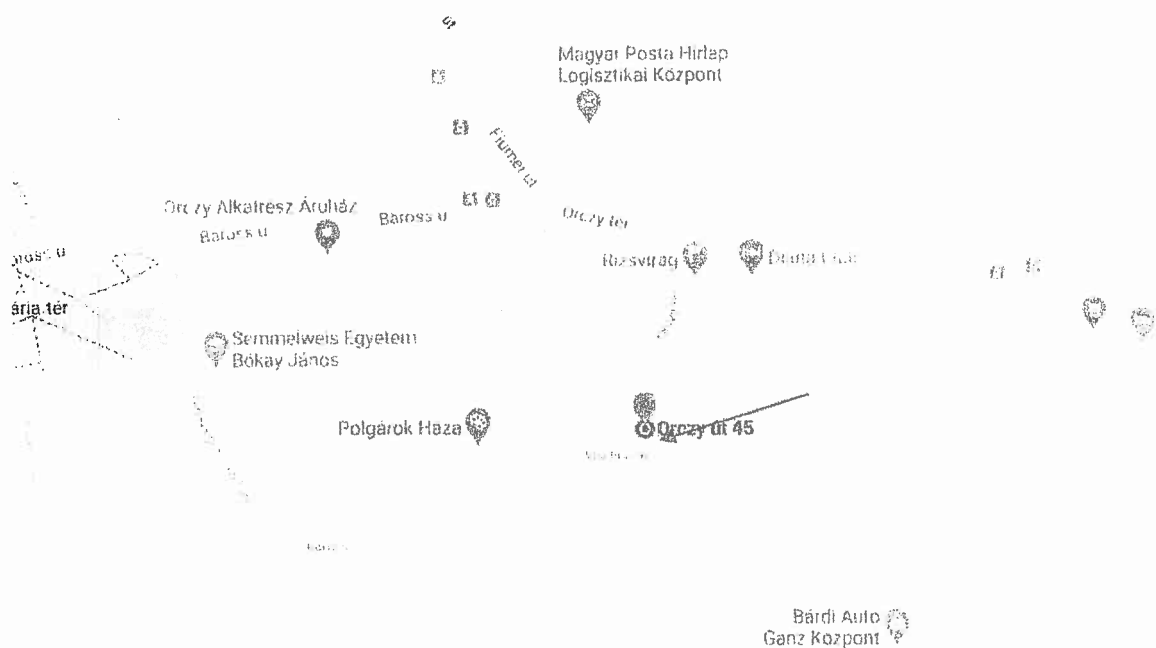 út
Magyar Posta Hírlap
Logisztikai Központ
Fiumei út
Orczy Alkatrész Áruház
Baross u
Baross u
Orczy tér
Rizsvirág
ária tér
Semmelweis Egyetem
Bókay János
Polgárok Háza
Orczy út 45
Bárdi Autó
Ganz Központ